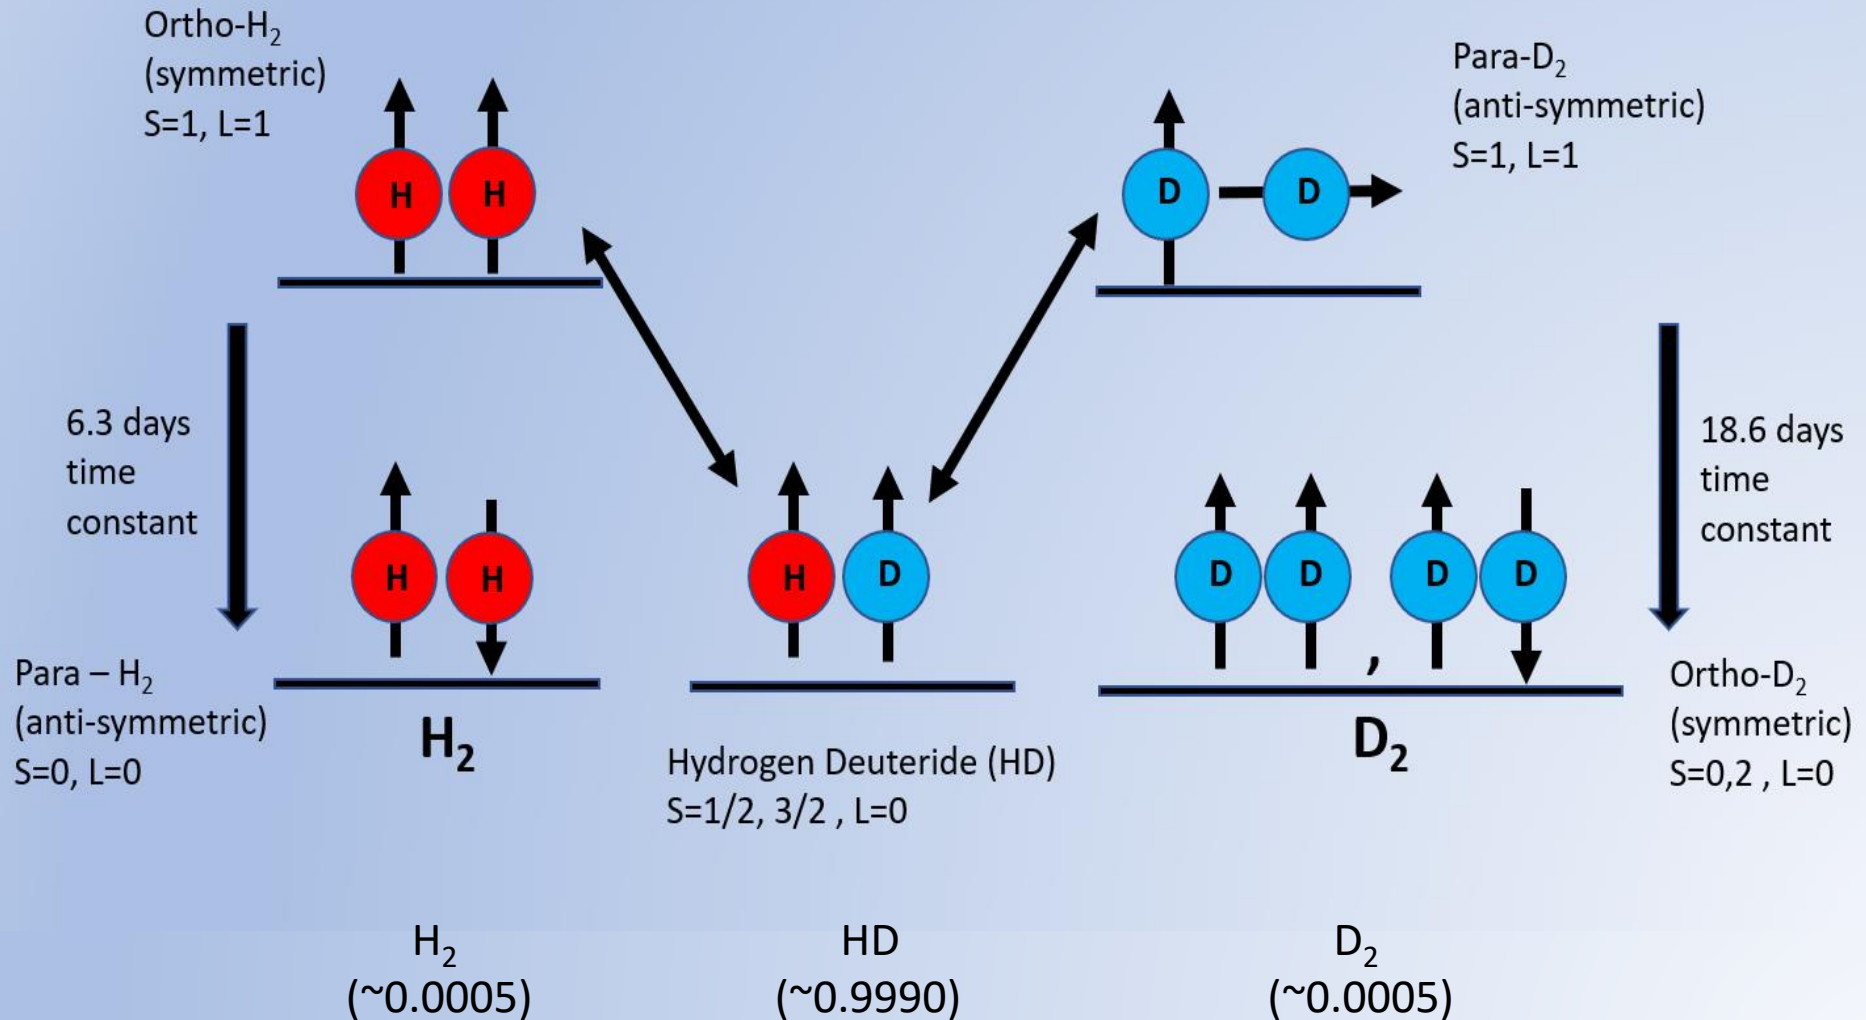 Ortho-H₂
(symmetric)
S=1, L=1
H H
Para-D₂
(anti-symmetric)
S=1, L=1
D D
6.3 days
time
constant
18.6 days
time
constant
H H
H D
D D , D D
Para – H₂
(anti-symmetric)
S=0, L=0
H₂
Hydrogen Deuteride (HD)
S=1/2, 3/2 , L=0
D₂
Ortho-D₂
(symmetric)
S=0,2 , L=0
H₂
(~0.0005)
HD
(~0.9990)
D₂
(~0.0005)